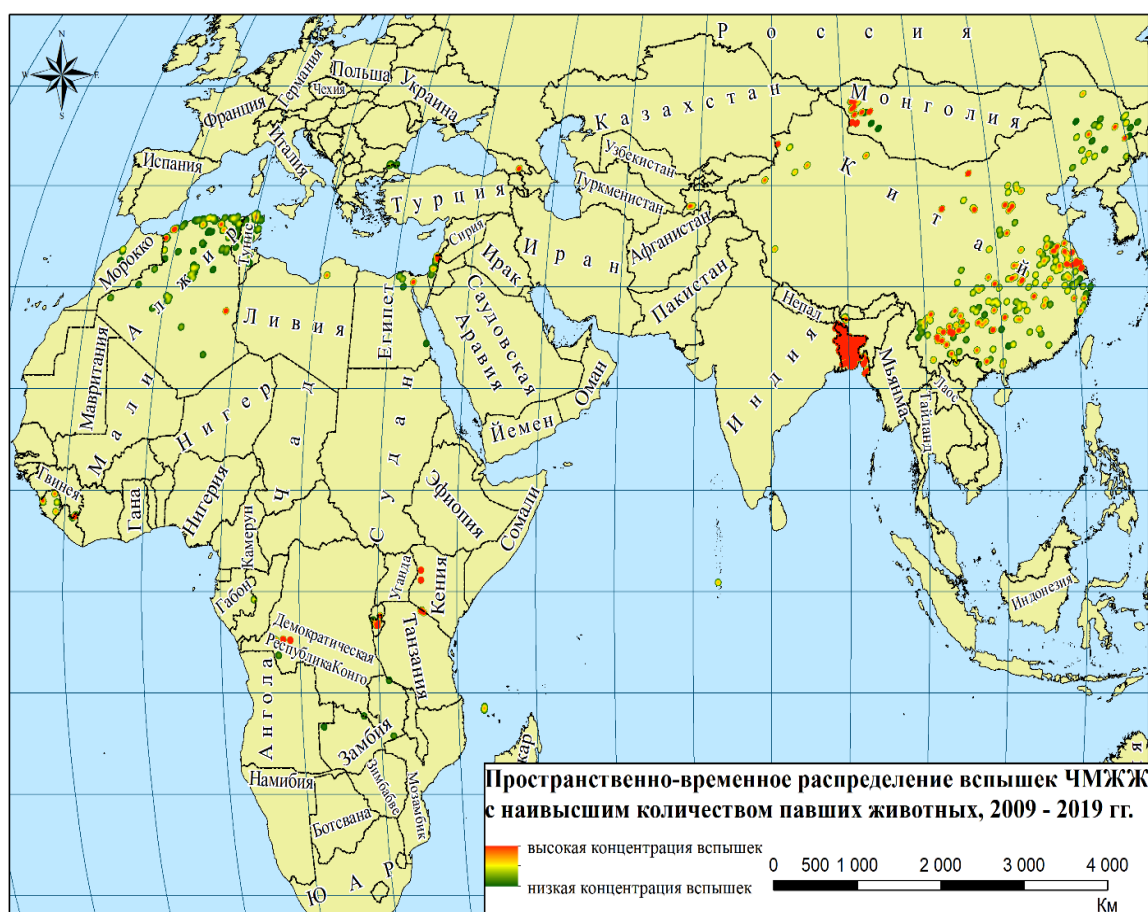 N
W
E
S
Россия
Германия
Польша
Чехия
Украина
Франция
Италия
Испания
Казахстан
Монголия
Узбекистан
Туркменистан
Китай
Турция
Сирия
Ирак
Иран
Афганистан
Пакистан
Непал
Индия
Мьянма
Лаос
Тайланд
Марокко
Алжир
Тунис
Ливия
Египет
Саудовская
Аравия
Оман
Йемен
Мавритания
Мали
Нигер
Чад
Судан
Гвинея
Гана
Нигерия
Камерун
Эфиопия
Сомали
Габон
Уганда
Кения
Демократическая
РеспубликаКонго
Танзания
Ангола
Замбия
Намибия
Зимбабве
Мозамбик
Ботсвана
ЮАР
кар
Индонезия
я
Пространственно-временное распределение вспышек ЧМЖЖ
с наивысшим количеством павших животных, 2009 - 2019 гг.
высокая концентрация вспышек
низкая концентрация вспышек
0 500 1 000 2 000 3 000 4 000
Км